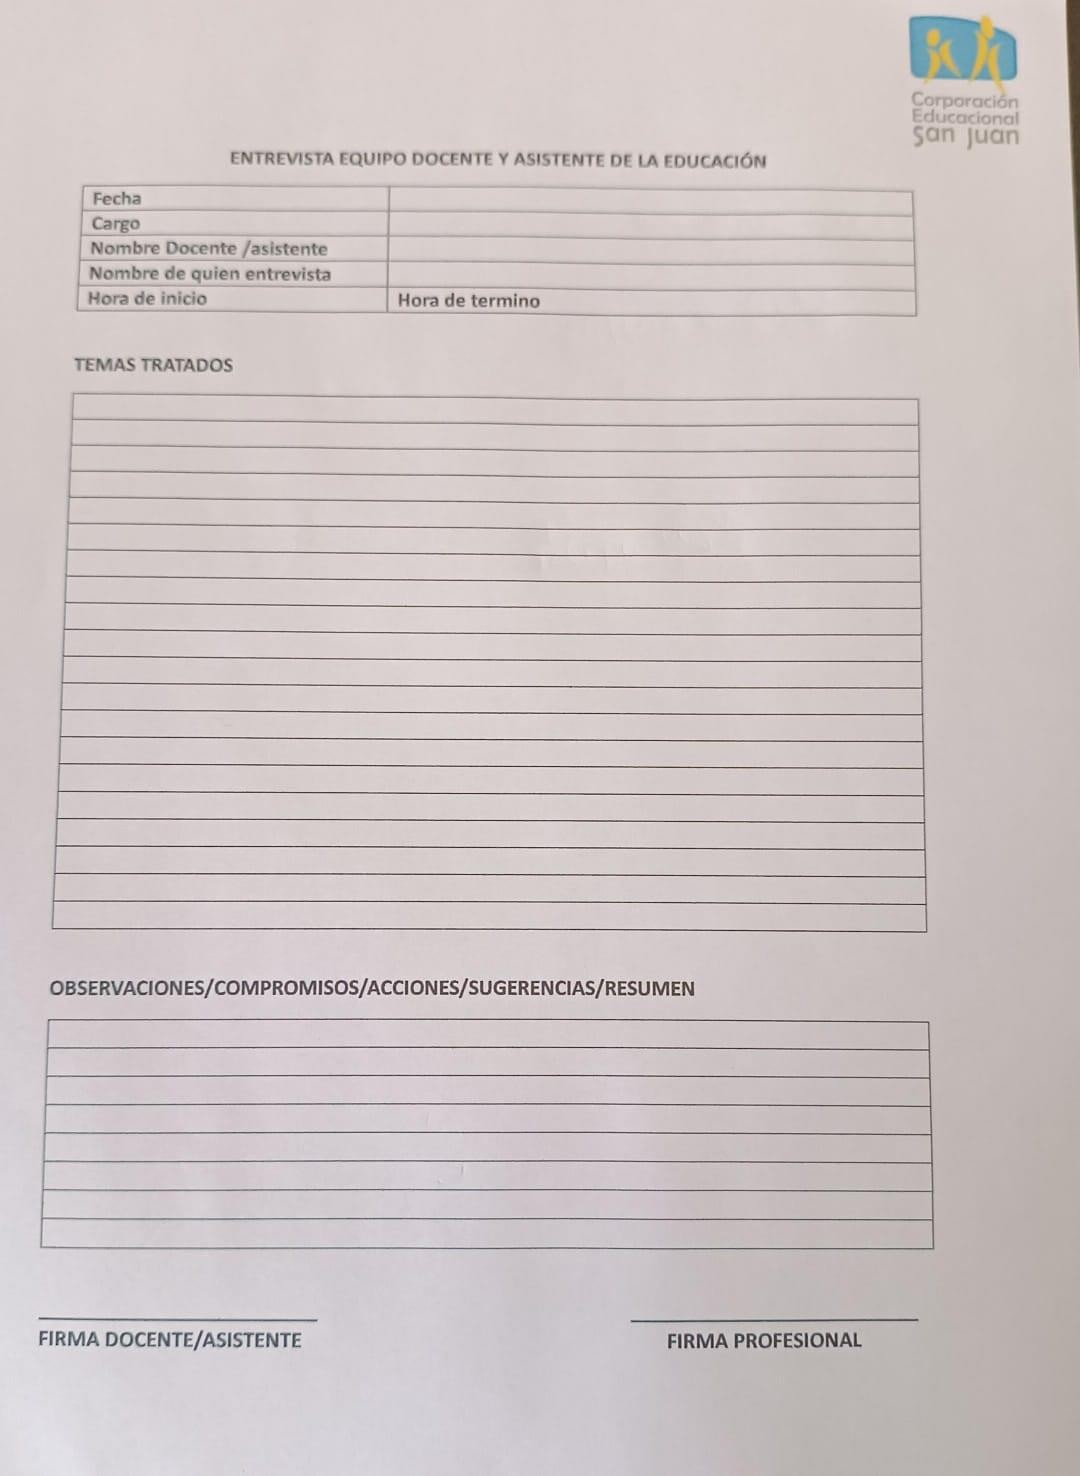 Corporación
Educacional
San Juan
ENTREVISTA EQUIPO DOCENTE Y ASISTENTE DE LA EDUCACIÓN
Fecha
Cargo
Nombre Docente /asistente
Nombre de quien entrevista
Hora de inicio Hora de termino
TEMAS TRATADOS
OBSERVACIONES/COMPROMISOS/ACCIONES/SUGERENCIAS/RESUMEN
FIRMA DOCENTE/ASISTENTE FIRMA PROFESIONAL